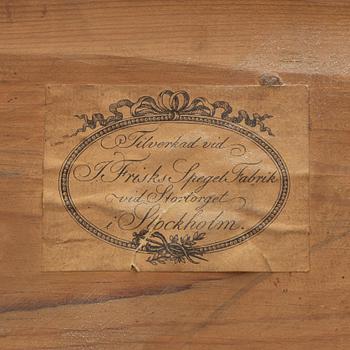 Tilverkad vid
J. Frisks Spegel Fabrik
vid Stortorget
i Stockholm.